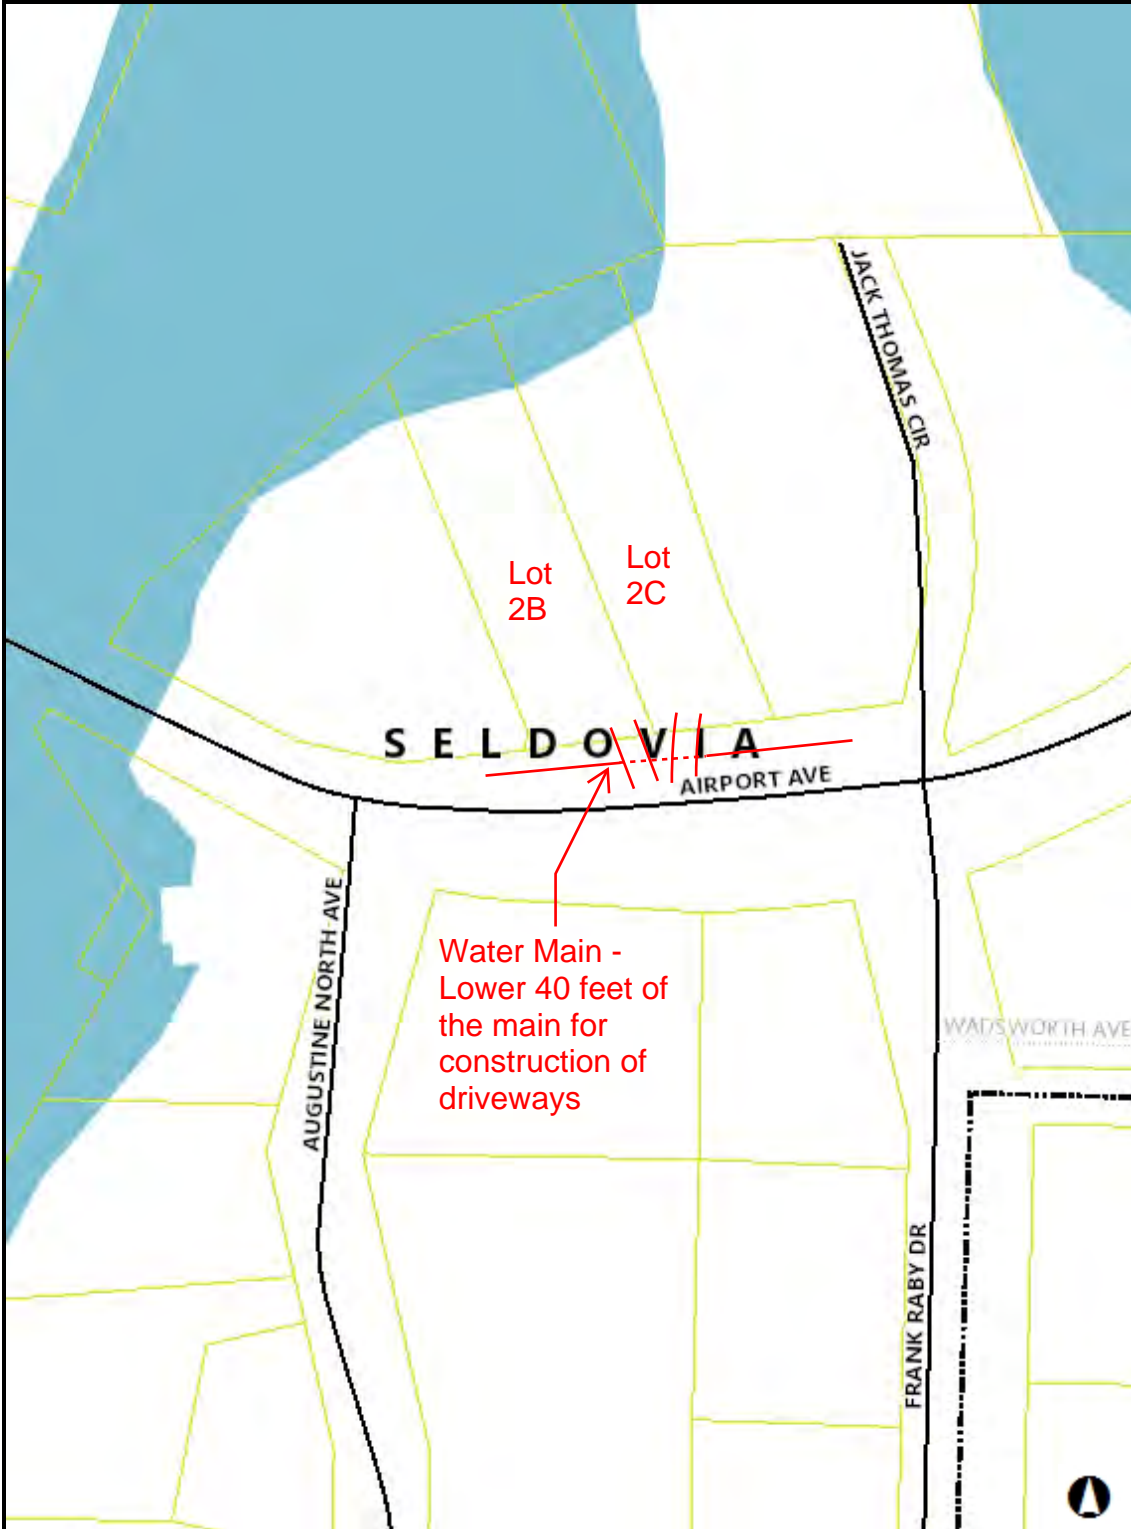 JACK THOMAS CIR
Lot
2B
Lot
2C
SELDOVIA
AIRPORT AVE
AUGUSTINE NORTH AVE
Water Main -
Lower 40 feet of
the main for
construction of
driveways
WADSWORTH AVE
FRANK RABY DR